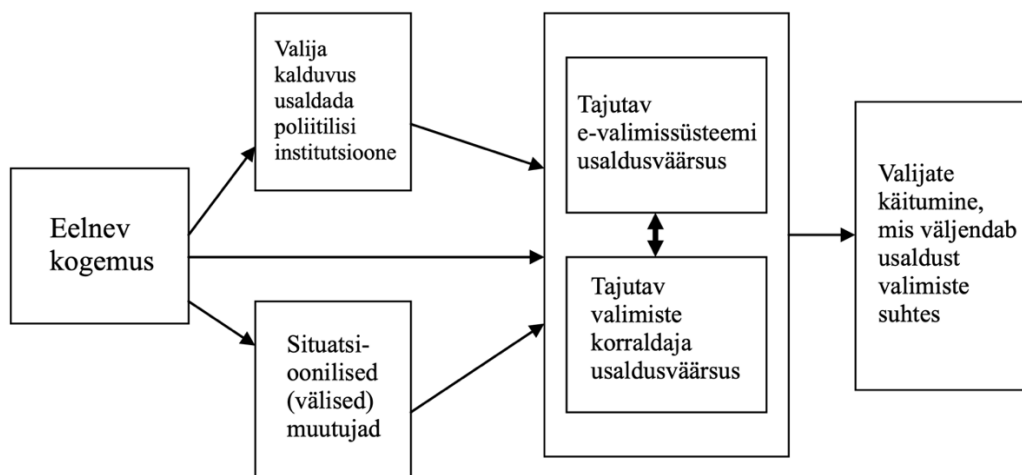 Eelnev
kogemus
Valija
kalduvus
usaldada
poliitilisi
institutsioone
Situatsi-
oonilised
(välised)
muutujad
Tajutav
e-valimissüsteemi
usaldusväärsus
Tajutav
valimiste
korraldaja
usaldusväärsus
Valijate
käitumine,
mis väljendab
usaldust
valimiste
suhtes